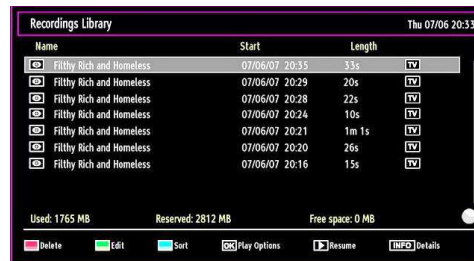 Recordings Library Thu 07/06 20:33
Name Start Length
Filthy Rich and Homeless 07/06/07 20:35 33s TV
Filthy Rich and Homeless 07/06/07 20:29 20s TV
Filthy Rich and Homeless 07/06/07 20:28 22s TV
Filthy Rich and Homeless 07/06/07 20:24 10s TV
Filthy Rich and Homeless 07/06/07 20:21 1m 1s TV
Filthy Rich and Homeless 07/06/07 20:20 26s TV
Filthy Rich and Homeless 07/06/07 20:16 15s TV
Used: 1765 MB Reserved: 2812 MB Free space: 0 MB
Delete Edit Sort OK Play Options Resume INFO Details